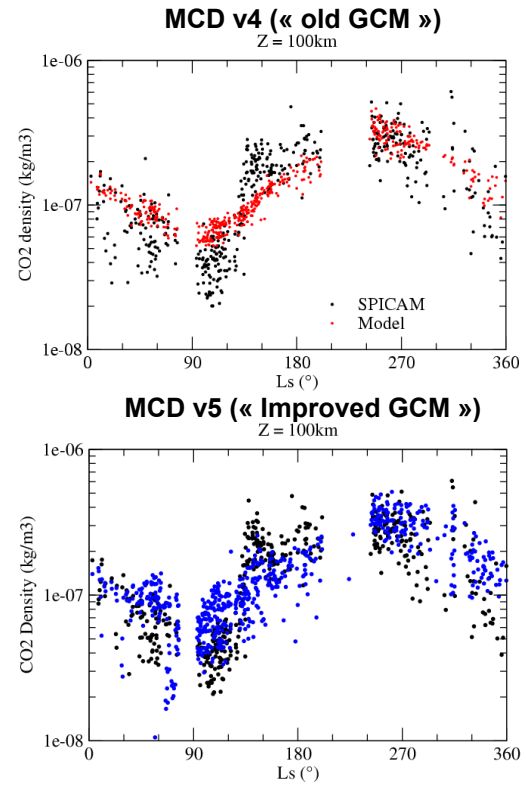 MCD v4 (« old GCM »)
Z = 100km
1e-06
1e-07
1e-08
CO2 density (kg/m3)
SPICAM
Model
0
90
180
270
360
Ls (°)
MCD v5 (« Improved GCM »)
Z = 100km
1e-06
1e-07
1e-08
CO2 Density (kg/m3)
0
90
180
270
360
Ls (°)